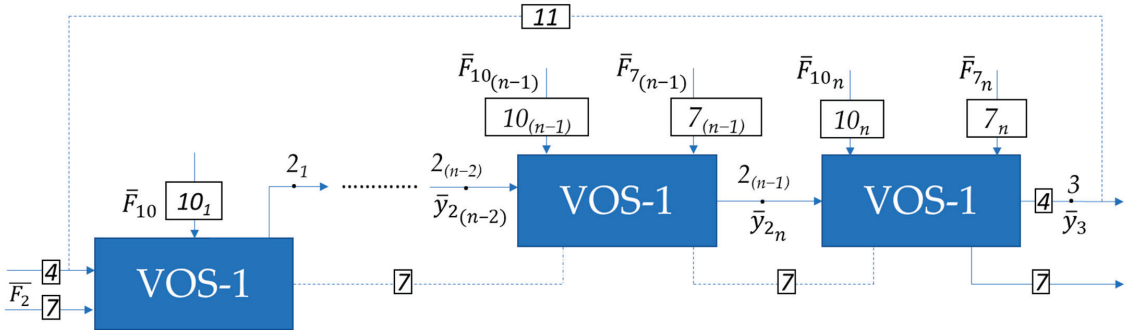 11
F̄10(n−1)
F̄7(n−1)
F̄10n
F̄7n
10(n−1)
7(n−1)
10n
7n
21
2(n−2)
2(n−1)
VOS-1
VOS-1
4
3
F̄10
101
ȳ2(n−2)
ȳ2n
ȳ3
4
F̄2
7
VOS-1
7
7
7